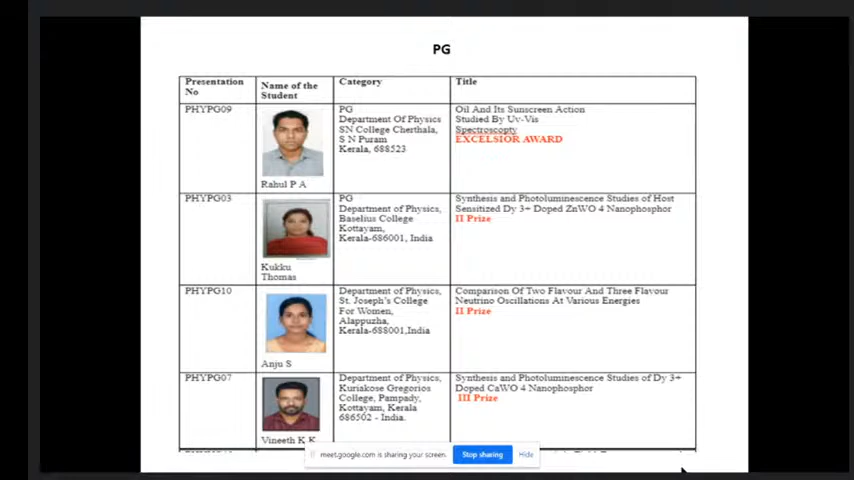 PG
Presentation No
Name of the Student
Category
Title
PHYPG09
Rahul P A
PG
Department Of Physics
SN College Cherthala,
S N Puram
Kerala, 688523
Oil And Its Sunscreen Action
Studied By Uv-Vis
Spectroscopty
EXCELSIOR AWARD
PHYPG03
Kukku
Thomas
PG
Department of Physics,
Baselius College
Kottayam,
Kerala-686001, India
Synthesis and Photoluminescence Studies of Host
Sensitized Dy 3+ Doped ZnWO 4 Nanophosphor
II Prize
PHYPG10
Anju S
Department of Physics,
St. Joseph's College
For Women,
Alappuzha,
Kerala-688001,India
Comparison Of Two Flavour And Three Flavour
Neutrino Oscillations At Various Energies
II Prize
PHYPG07
Vineeth K K
Department of Physics,
Kuriakose Gregorios
College, Pampady,
Kottayam, Kerala
686502 - India.
Synthesis and Photoluminescence Studies of Dy 3+
Doped CaWO 4 Nanophosphor
III Prize
meet.google.com is sharing your screen.
Stop sharing
Hide